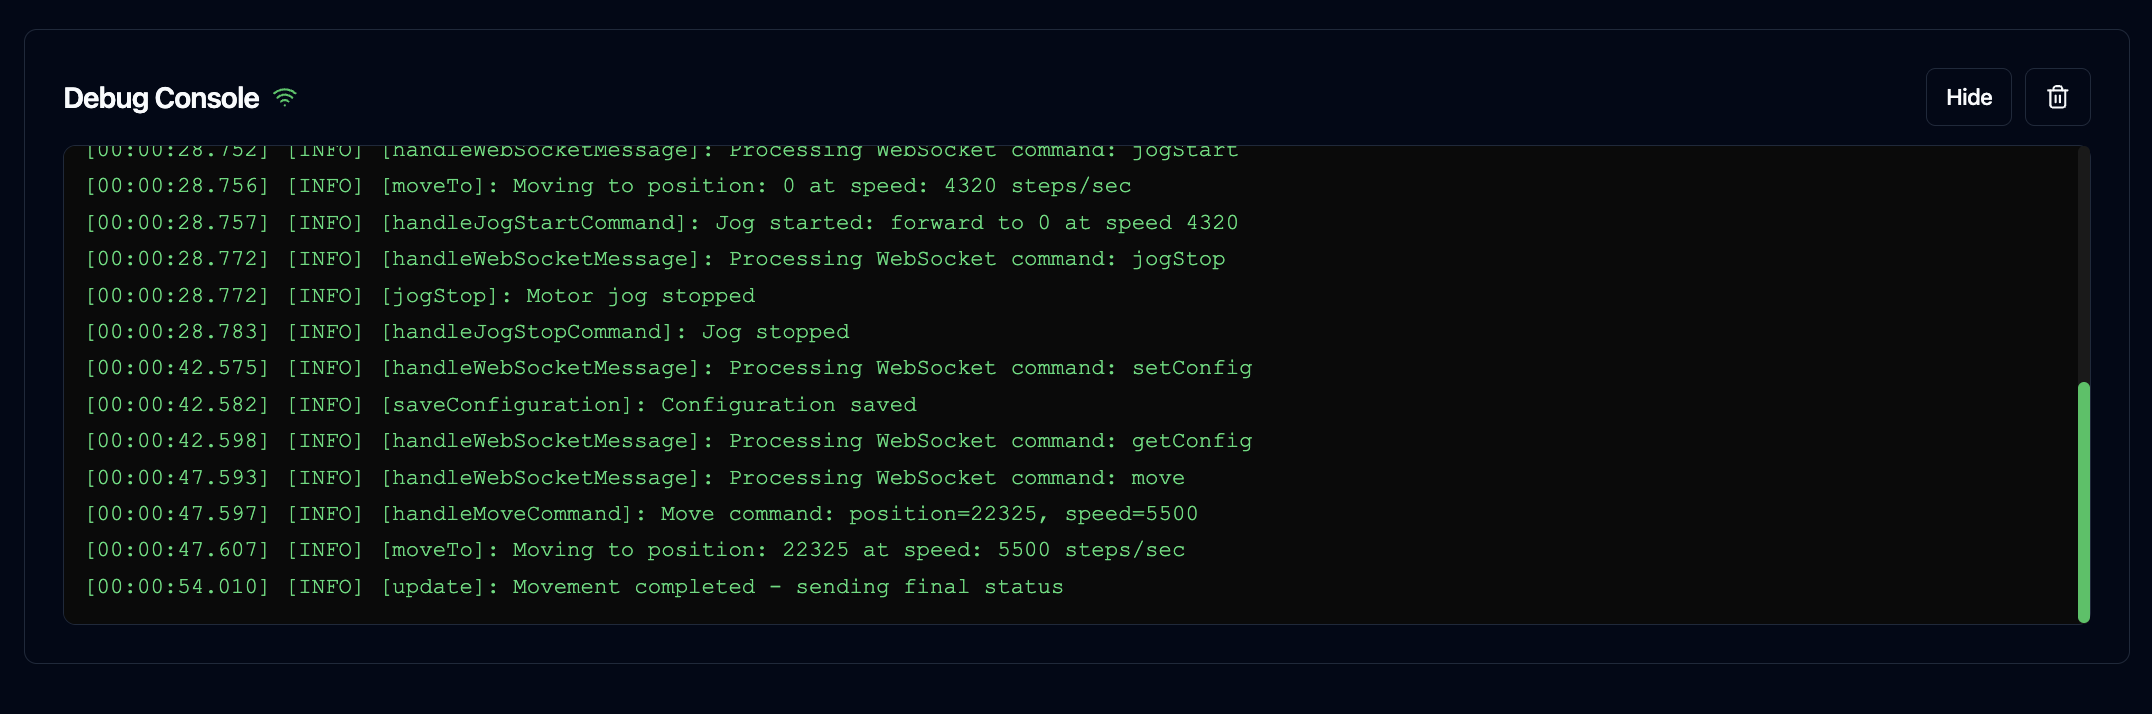 Debug Console
Hide
[00:00:28.752] [INFO] [handleWebSocketMessage]: Processing WebSocket command: jogStart
[00:00:28.756] [INFO] [moveTo]: Moving to position: 0 at speed: 4320 steps/sec
[00:00:28.757] [INFO] [handleJogStartCommand]: Jog started: forward to 0 at speed 4320
[00:00:28.772] [INFO] [handleWebSocketMessage]: Processing WebSocket command: jogStop
[00:00:28.772] [INFO] [jogStop]: Motor jog stopped
[00:00:28.783] [INFO] [handleJogStopCommand]: Jog stopped
[00:00:42.575] [INFO] [handleWebSocketMessage]: Processing WebSocket command: setConfig
[00:00:42.582] [INFO] [saveConfiguration]: Configuration saved
[00:00:42.598] [INFO] [handleWebSocketMessage]: Processing WebSocket command: getConfig
[00:00:47.593] [INFO] [handleWebSocketMessage]: Processing WebSocket command: move
[00:00:47.597] [INFO] [handleMoveCommand]: Move command: position=22325, speed=5500
[00:00:47.607] [INFO] [moveTo]: Moving to position: 22325 at speed: 5500 steps/sec
[00:00:54.010] [INFO] [update]: Movement completed - sending final status